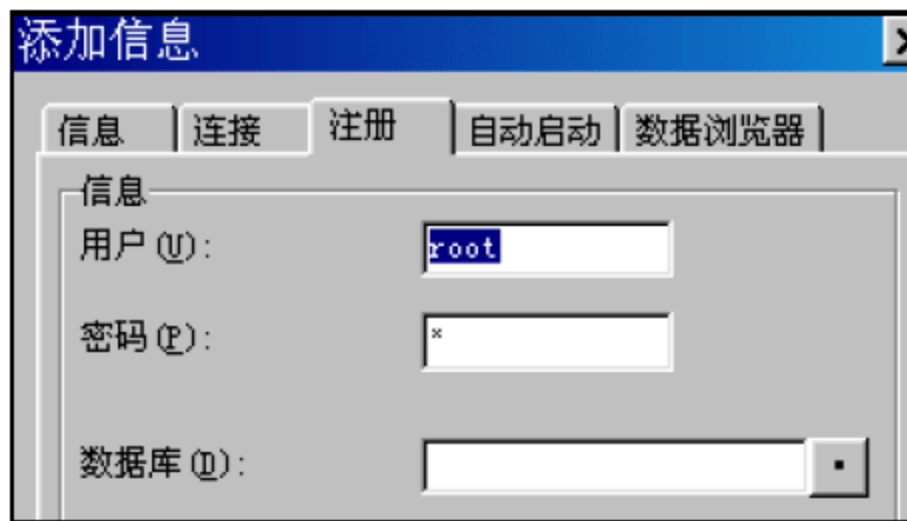 添加信息
信息 连接 注册 自动启动 数据浏览器
信息
用户(U): root
密码(P): *
数据库(D):